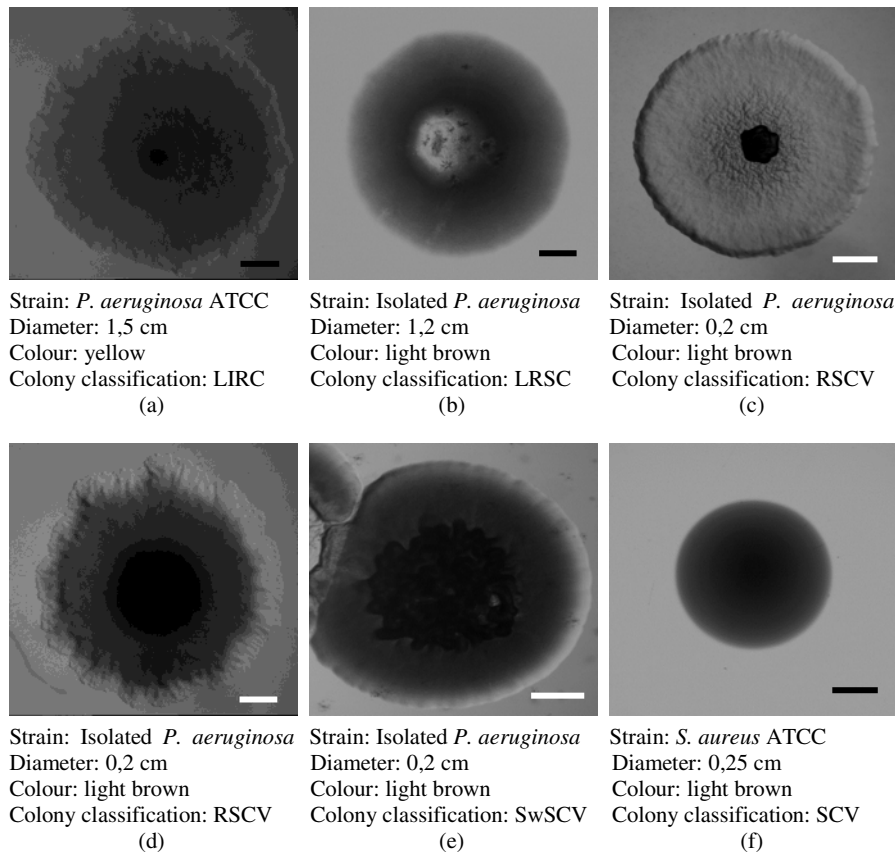 Strain: P. aeruginosa ATCC
Diameter: 1,5 cm
Colour: yellow
Colony classification: LIRC
(a)
Strain: Isolated P. aeruginosa
Diameter: 1,2 cm
Colour: light brown
Colony classification: LRSC
(b)
Strain: Isolated P. aeruginosa
Diameter: 0,2 cm
Colour: light brown
Colony classification: RSCV
(c)
Strain: Isolated P. aeruginosa
Diameter: 0,2 cm
Colour: light brown
Colony classification: RSCV
(d)
Strain: Isolated P. aeruginosa
Diameter: 0,2 cm
Colour: light brown
Colony classification: SwSCV
(e)
Strain: S. aureus ATCC
Diameter: 0,25 cm
Colour: light brown
Colony classification: SCV
(f)